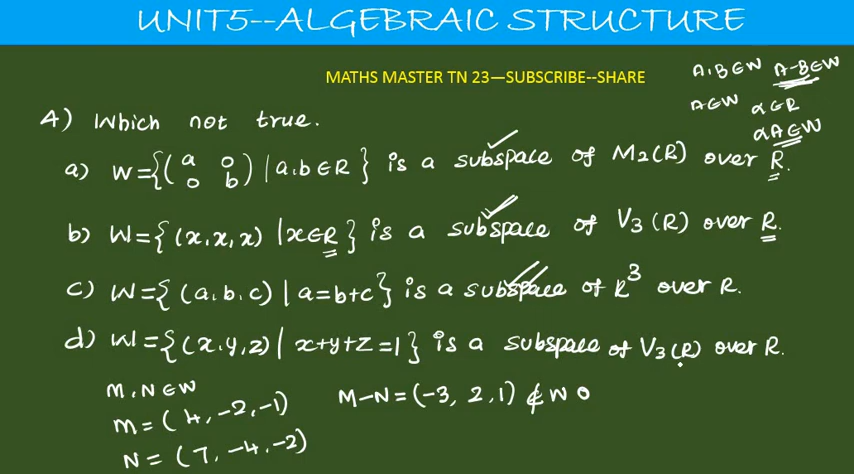 UNIT5--ALGEBRAIC STRUCTURE
MATHS MASTER TN 23—SUBSCRIBE--SHARE
A,B∈W A-B∈W
A∈W α∈R
αA∈W
4) Which not true.
a) W={(a 0
0 b) | a,b∈R} is a subspace of M2(R) over R.
b) W={(x,x,x) | x∈R} is a subspace of V3(R) over R.
c) W={(a,b,c) | a=b+c} is a subspace of R³ over R.
d) W={(x,y,z) | x+y+z=1} is a subspace of V3(R) over R.
M,N∈W
M=(4,-2,-1)
N=(7,-4,-2)
M-N=(-3, 2, 1) ∉ W 0